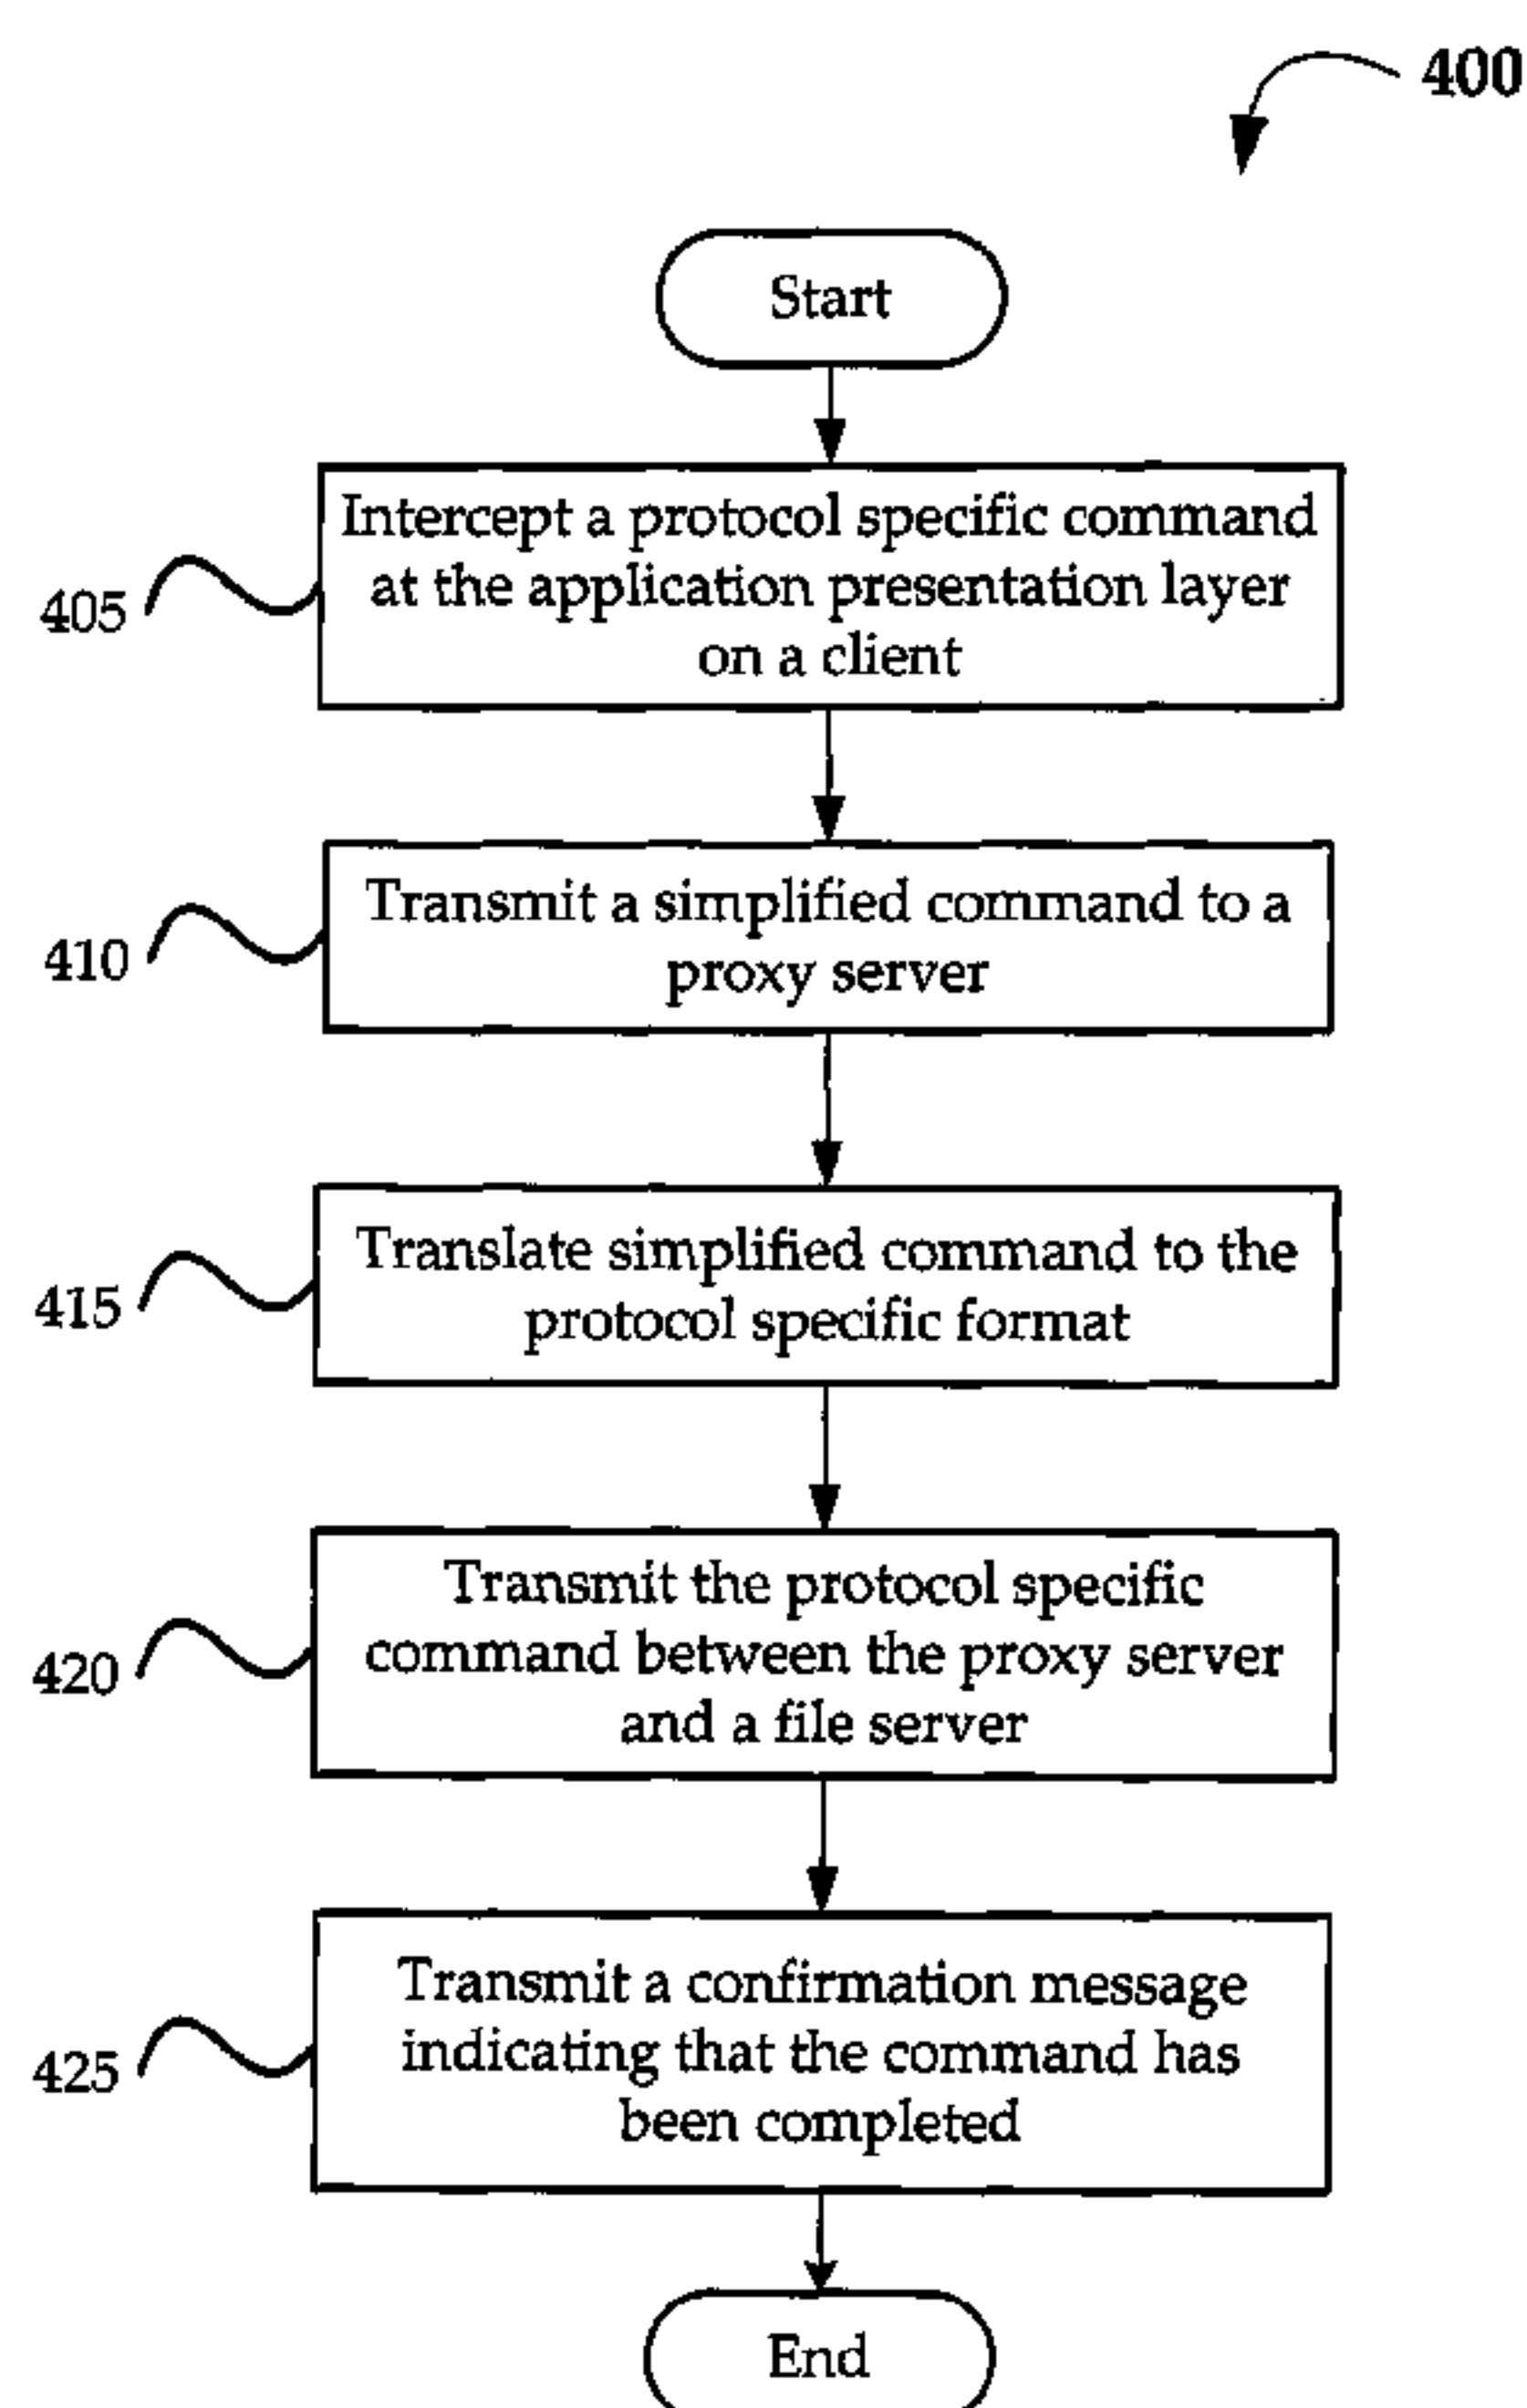 400
Start
Intercept a protocol specific command
at the application presentation layer
on a client
405
Transmit a simplified command to a
proxy server
410
Translate simplified command to the
protocol specific format
415
Transmit the protocol specific
command between the proxy server
and a file server
420
Transmit a confirmation message
indicating that the command has
been completed
425
End